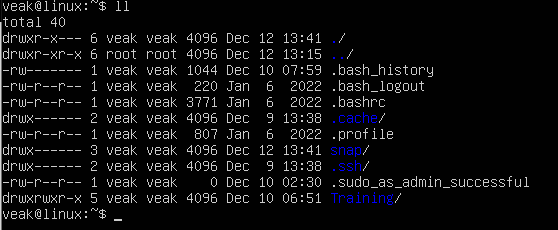 veak@linux:~$ ll
total 40
drwxr-x--- 6 veak veak 4096 Dec 12 13:41 ./
drwxr-xr-x 6 root root 4096 Dec 12 13:15 ../
-rw------- 1 veak veak 1044 Dec 10 07:59 .bash_history
-rw-r--r-- 1 veak veak  220 Jan  6  2022 .bash_logout
-rw-r--r-- 1 veak veak 3771 Jan  6  2022 .bashrc
drwx------ 2 veak veak 4096 Dec  9 13:38 .cache/
-rw-r--r-- 1 veak veak  807 Jan  6  2022 .profile
drwx------ 3 veak veak 4096 Dec 12 13:41 snap/
drwx------ 2 veak veak 4096 Dec  9 13:38 .ssh/
-rw-r--r-- 1 veak veak    0 Dec 10 02:30 .sudo_as_admin_successful
drwxrwxr-x 5 veak veak 4096 Dec 10 06:51 Training/
veak@linux:~$ _